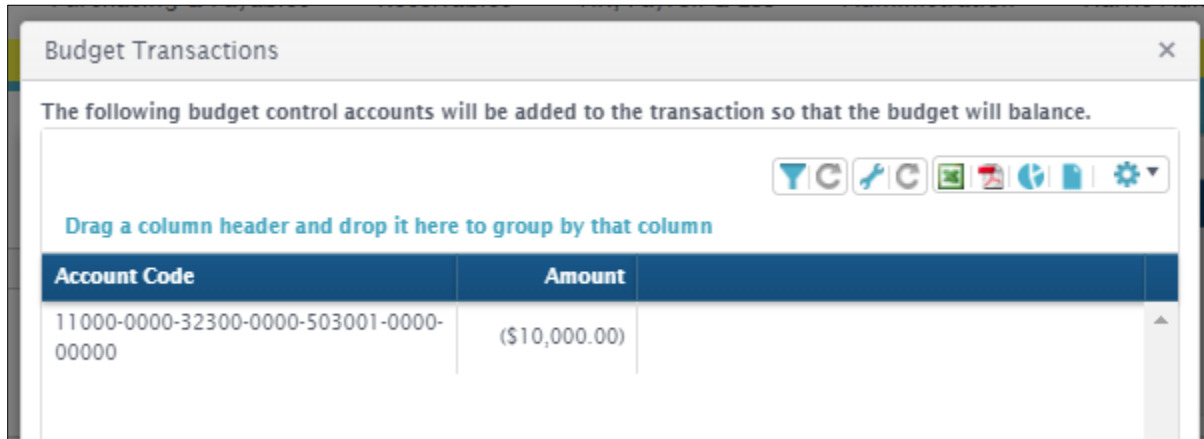 Budget Transactions
The following budget control accounts will be added to the transaction so that the budget will balance.
Drag a column header and drop it here to group by that column
Account Code Amount
11000-0000-32300-0000-503001-0000-
00000
($10,000.00)